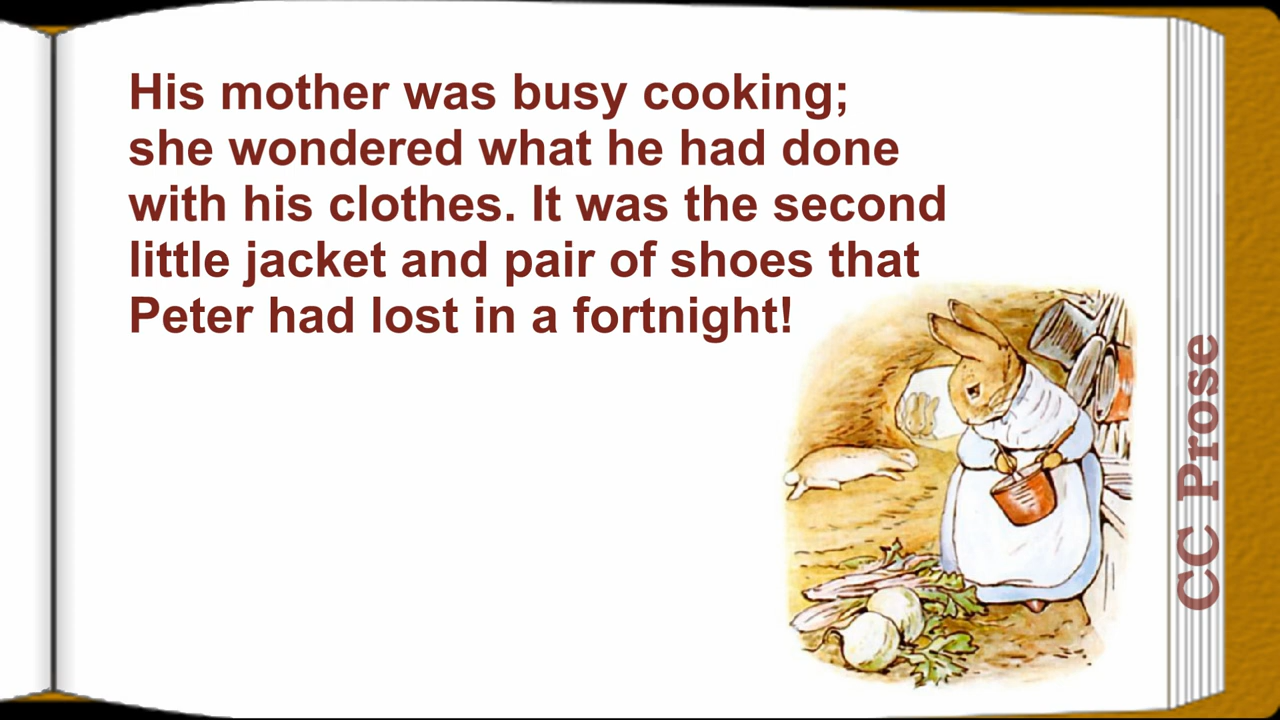 His mother was busy cooking;
she wondered what he had done
with his clothes. It was the second
little jacket and pair of shoes that
Peter had lost in a fortnight!
CC Prose